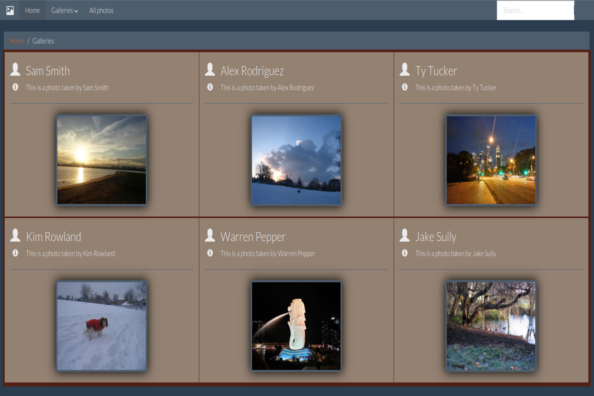 Home Galleries All photos Search...
Home / Galleries
Sam Smith
This is a photo taken by Sam Smith
Alex Rodriguez
This is a photo taken by Alex Rodriguez
Ty Tucker
This is a photo taken by Ty Tucker
Kim Rowland
This is a photo taken by Kim Rowland
Warren Pepper
This is a photo taken by Warren Pepper
Jake Sully
This is a photo taken by Jake Sully